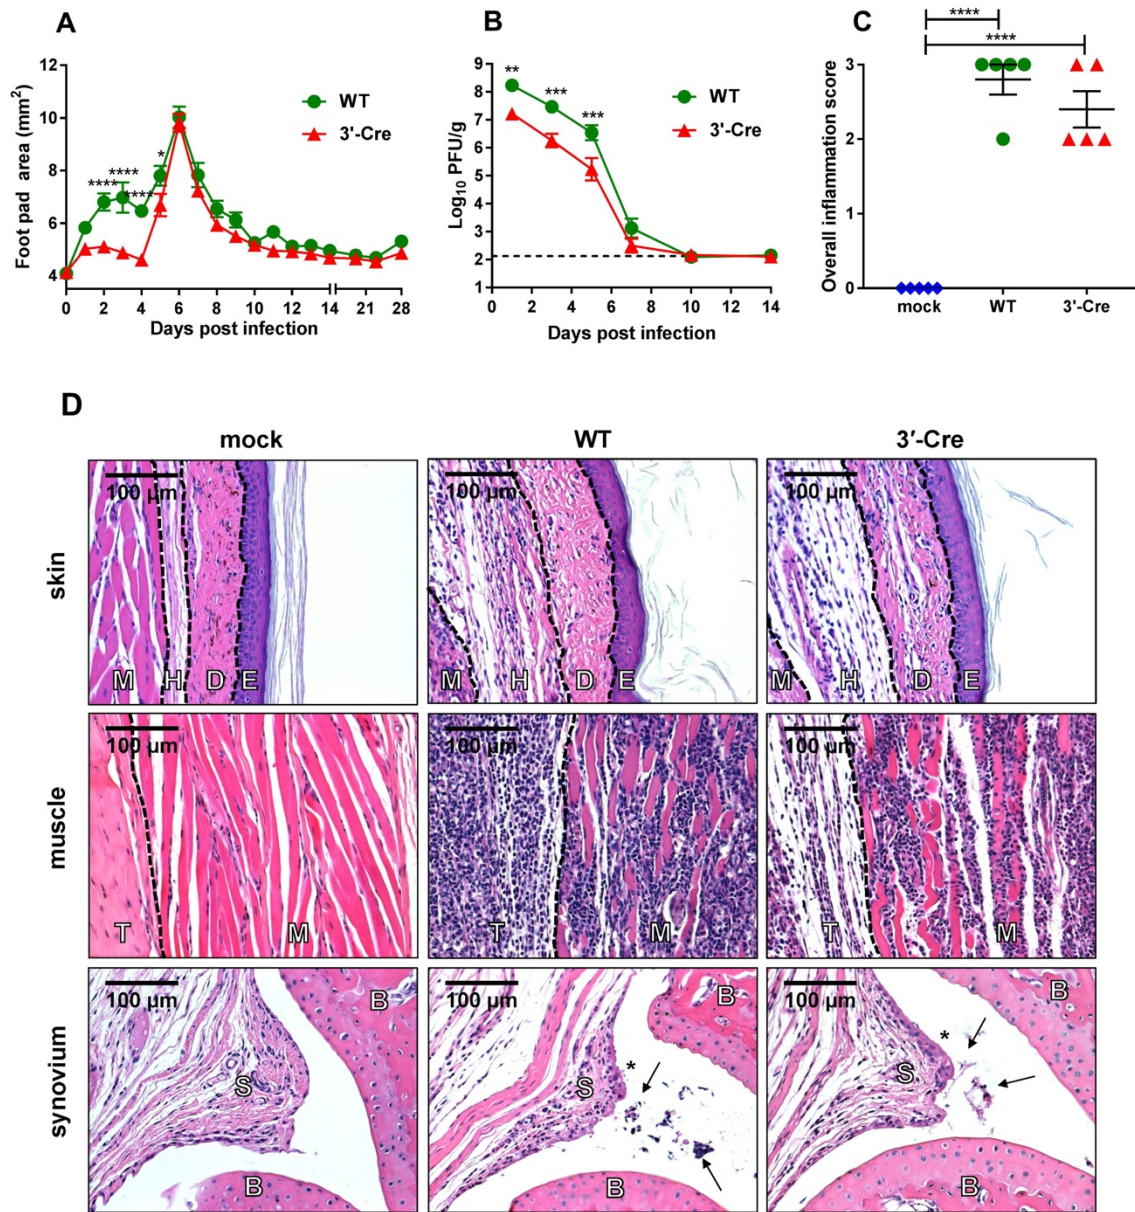 A
Foot pad area (mm²)
12
10
8
6
4
0
2
4
6
8
10
12
14
21
28
Days post infection
WT
3'-Cre
****
****
****
*
B
Log₁₀ PFU/g
9
8
7
6
5
4
3
2
1
0
2
4
6
8
10
12
14
Days post infection
WT
3'-Cre
**
***
***
C
****
****
Overall inflammation score
3
2
1
0
mock
WT
3'-Cre
D
mock
WT
3′-Cre
skin
100 µm
M
H
D
E
100 µm
M
H
D
E
100 µm
M
H
D
E
muscle
100 µm
T
M
100 µm
T
M
100 µm
T
M
synovium
100 µm
B
S
B
100 µm
B
*
S
100 µm
B
*
S
B